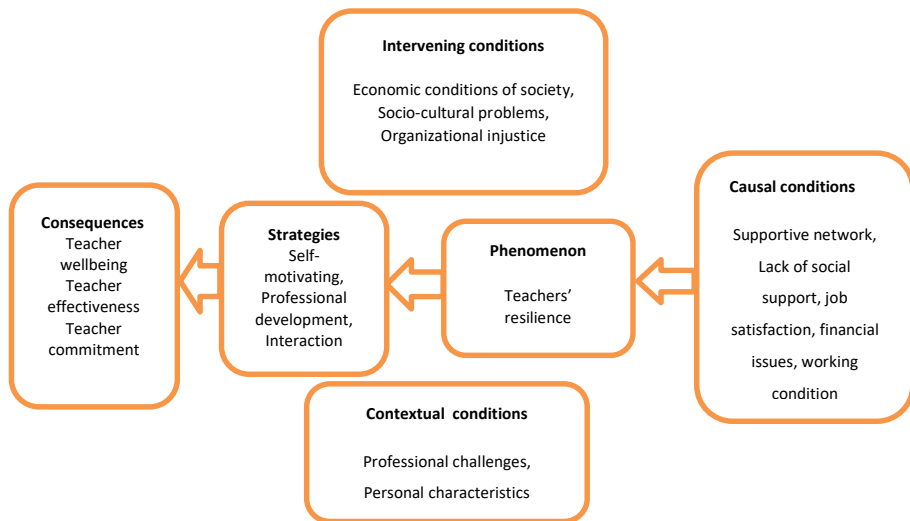 Intervening conditions
Economic conditions of society,
Socio-cultural problems,
Organizational injustice
Consequences
Teacher
wellbeing
Teacher
effectiveness
Teacher
commitment
Strategies
Self-
motivating,
Professional
development,
Interaction
Phenomenon
Teachers’
resilience
Causal conditions
Supportive network,
Lack of social
support, job
satisfaction, financial
issues, working
condition
Contextual conditions
Professional challenges,
Personal characteristics